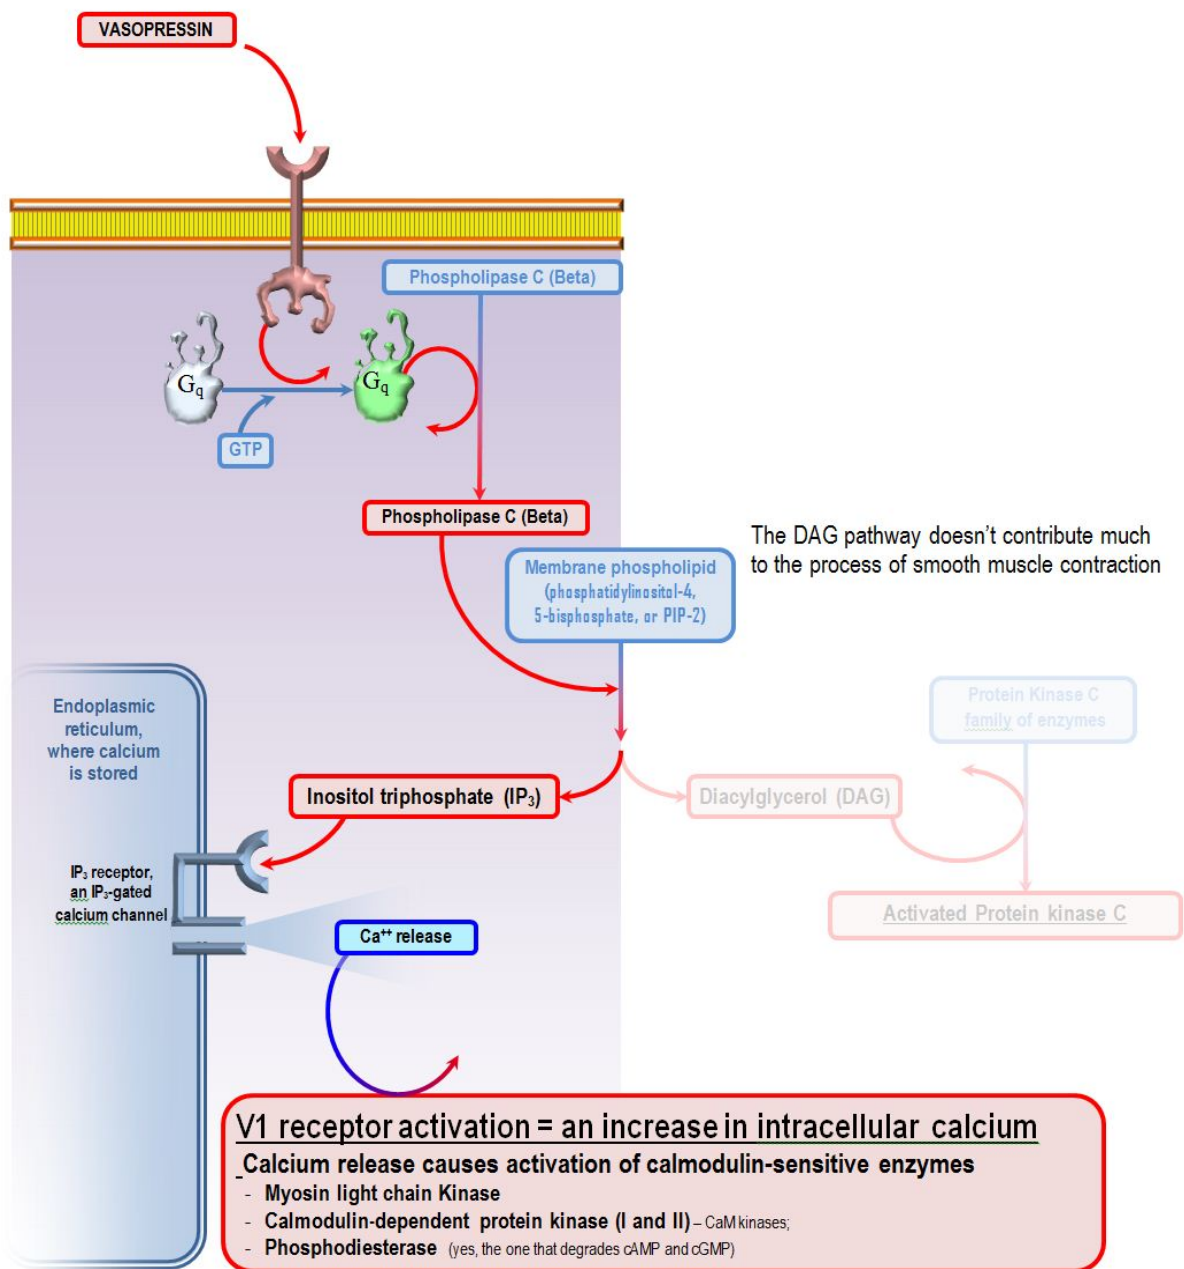 VASOPRESSIN
Phospholipase C (Beta)
G_q
G_q
GTP
Phospholipase C (Beta)
The DAG pathway doesn’t contribute much
to the process of smooth muscle contraction
Membrane phospholipid
(phosphatidylinositol-4,
5-bisphosphate, or PIP-2)
Endoplasmic
reticulum,
where calcium
is stored
Protein Kinase C
family of enzymes
Inositol triphosphate (IP₃)
Diacylglycerol (DAG)
IP₃ receptor,
an IP₃-gated
calcium channel
Activated Protein kinase C
Ca⁺⁺ release
V1 receptor activation = an increase in intracellular calcium
Calcium release causes activation of calmodulin-sensitive enzymes
- Myosin light chain Kinase
- Calmodulin-dependent protein kinase (I and II) – CaM kinases;
- Phosphodiesterase (yes, the one that degrades cAMP and cGMP)